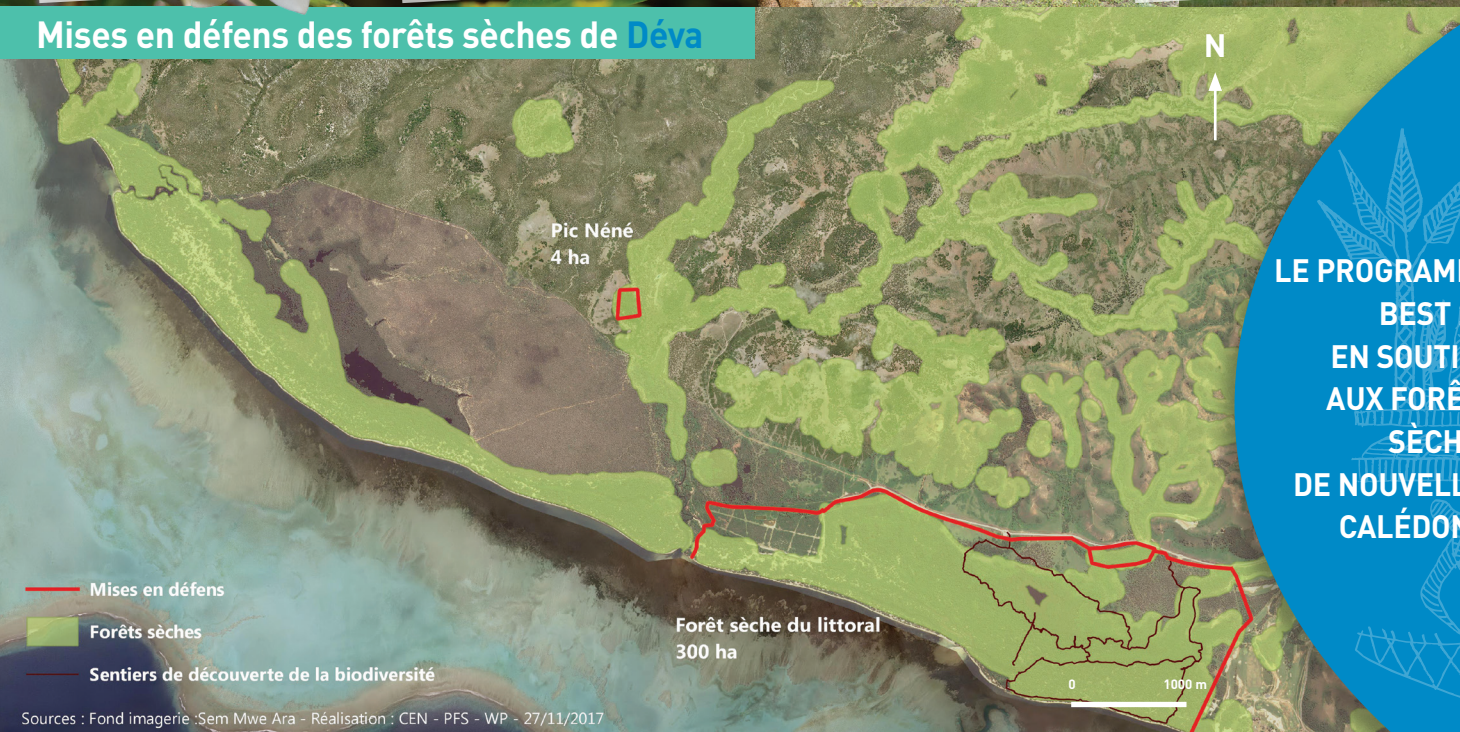 Mises en défens des forêts sèches de Déva
N
Pic Néné
4 ha
LE PROGRAM
BEST
EN SOUTI
AUX FORÊ
SÈCH
DE NOUVELL
CALÉDON
Mises en défens
Forêts sèches
Sentiers de découverte de la biodiversité
Forêt sèche du littoral
300 ha
0 1000 m
Sources : Fond imagerie :Sem Mwe Ara - Réalisation : CEN - PFS - WP - 27/11/2017